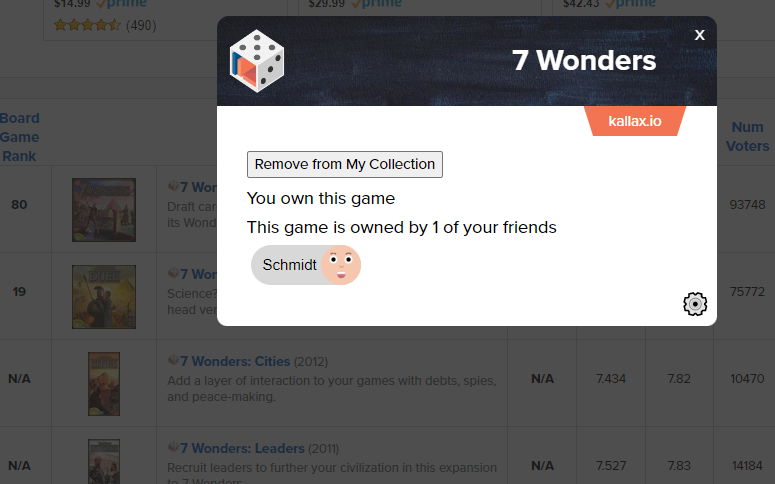 $14.99 prime
$29.99 prime
$42.43 prime
(490)
x
7 Wonders
kallax.io
Board
Game
Rank
Num
Voters
Remove from My Collection
You own this game
This game is owned by 1 of your friends
Schmidt
80
7 Won
Draft car
its Wond
93748
19
7 Won
Science?
head ver
75772
N/A
7 Wonders: Cities (2012)
Add a layer of interaction to your games with debts, spies,
and peace-making.
N/A
7.434
7.82
10470
N/A
7 Wonders: Leaders (2011)
Recruit leaders to further your civilization in this expansion
to 7 Wonders.
N/A
7.527
7.83
14184